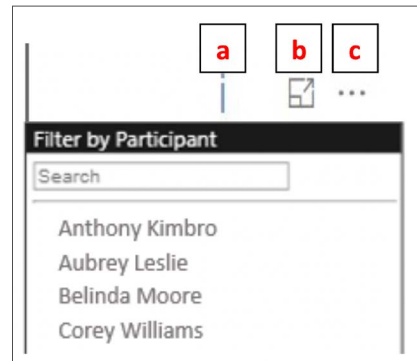 a b c
Filter by Participant
Search
Anthony Kimbro
Aubrey Leslie
Belinda Moore
Corey Williams